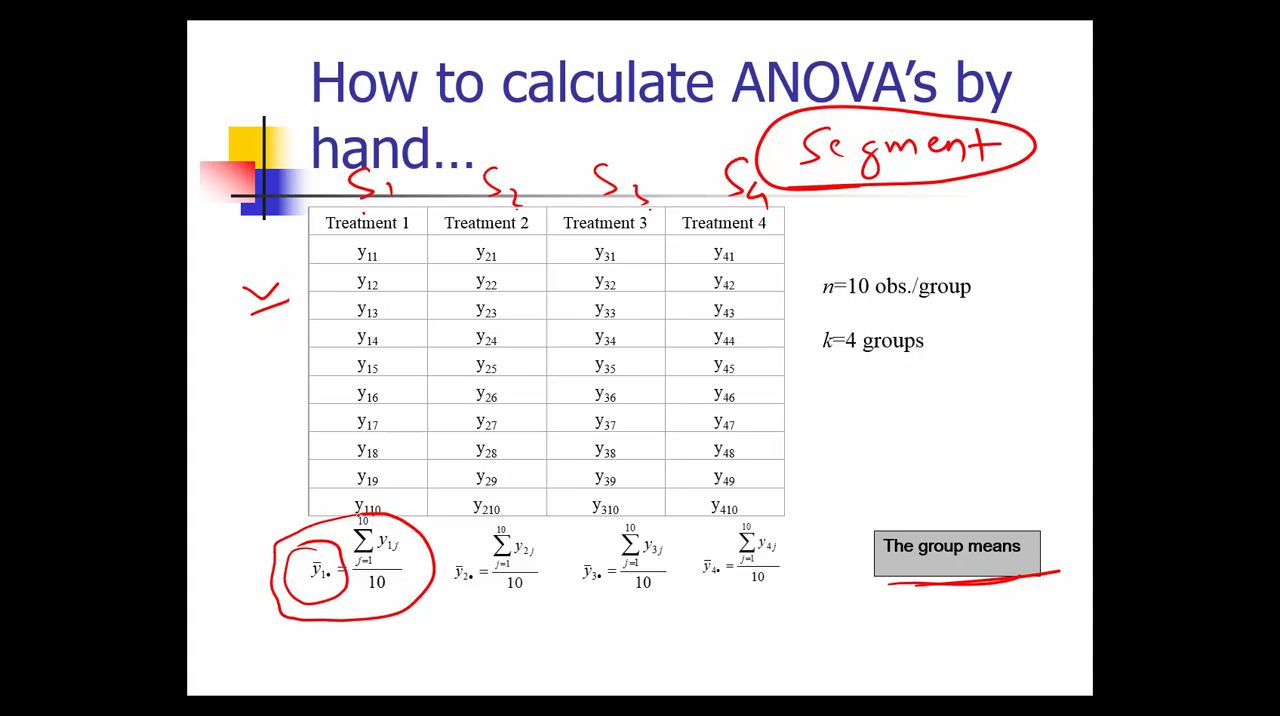 How to calculate ANOVA's by
hand...
Segment
S1 S2 S3 S4
Treatment 1 Treatment 2 Treatment 3 Treatment 4
y11 y21 y31 y41
y12 y22 y32 y42
y13 y23 y33 y43
y14 y24 y34 y44
y15 y25 y35 y45
y16 y26 y36 y46
y17 y27 y37 y47
y18 y28 y38 y48
y19 y29 y39 y49
y110 y210 y310 y410
n=10 obs./group
k=4 groups
ȳ1• = ∑_{j=1}^{10} y1j / 10 ȳ2• = ∑_{j=1}^{10} y2j / 10 ȳ3• = ∑_{j=1}^{10} y3j / 10 ȳ4• = ∑_{j=1}^{10} y4j / 10
The group means